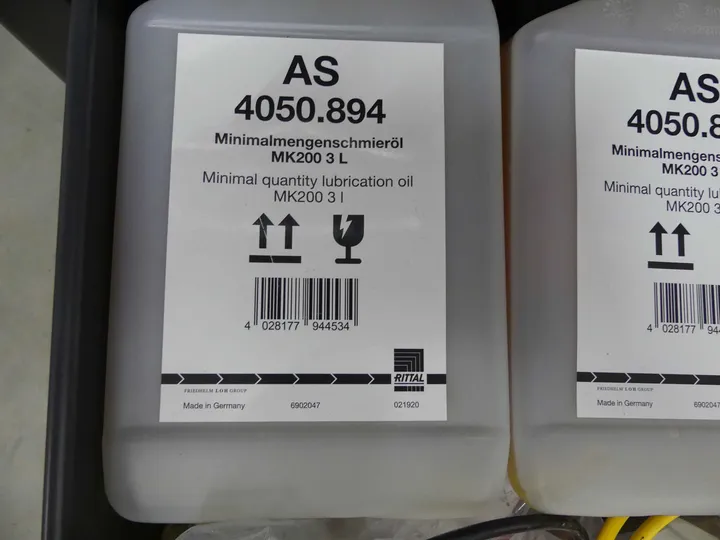 AS
4050.894
Minimalmengenschmieröl
MK200 3 L
Minimal quantity lubrication oil
MK200 3 l
4 028177 944534
RITTAL
FRIEDHELM LOH GROUP
Made in Germany 6902047 021920
AS
4050.8
Minimalmengens
MK200 3
Minimal quantity lu
MK200 3
4 028177 94
FRIEDHELM LOH GROUP
Made in Germany 690204